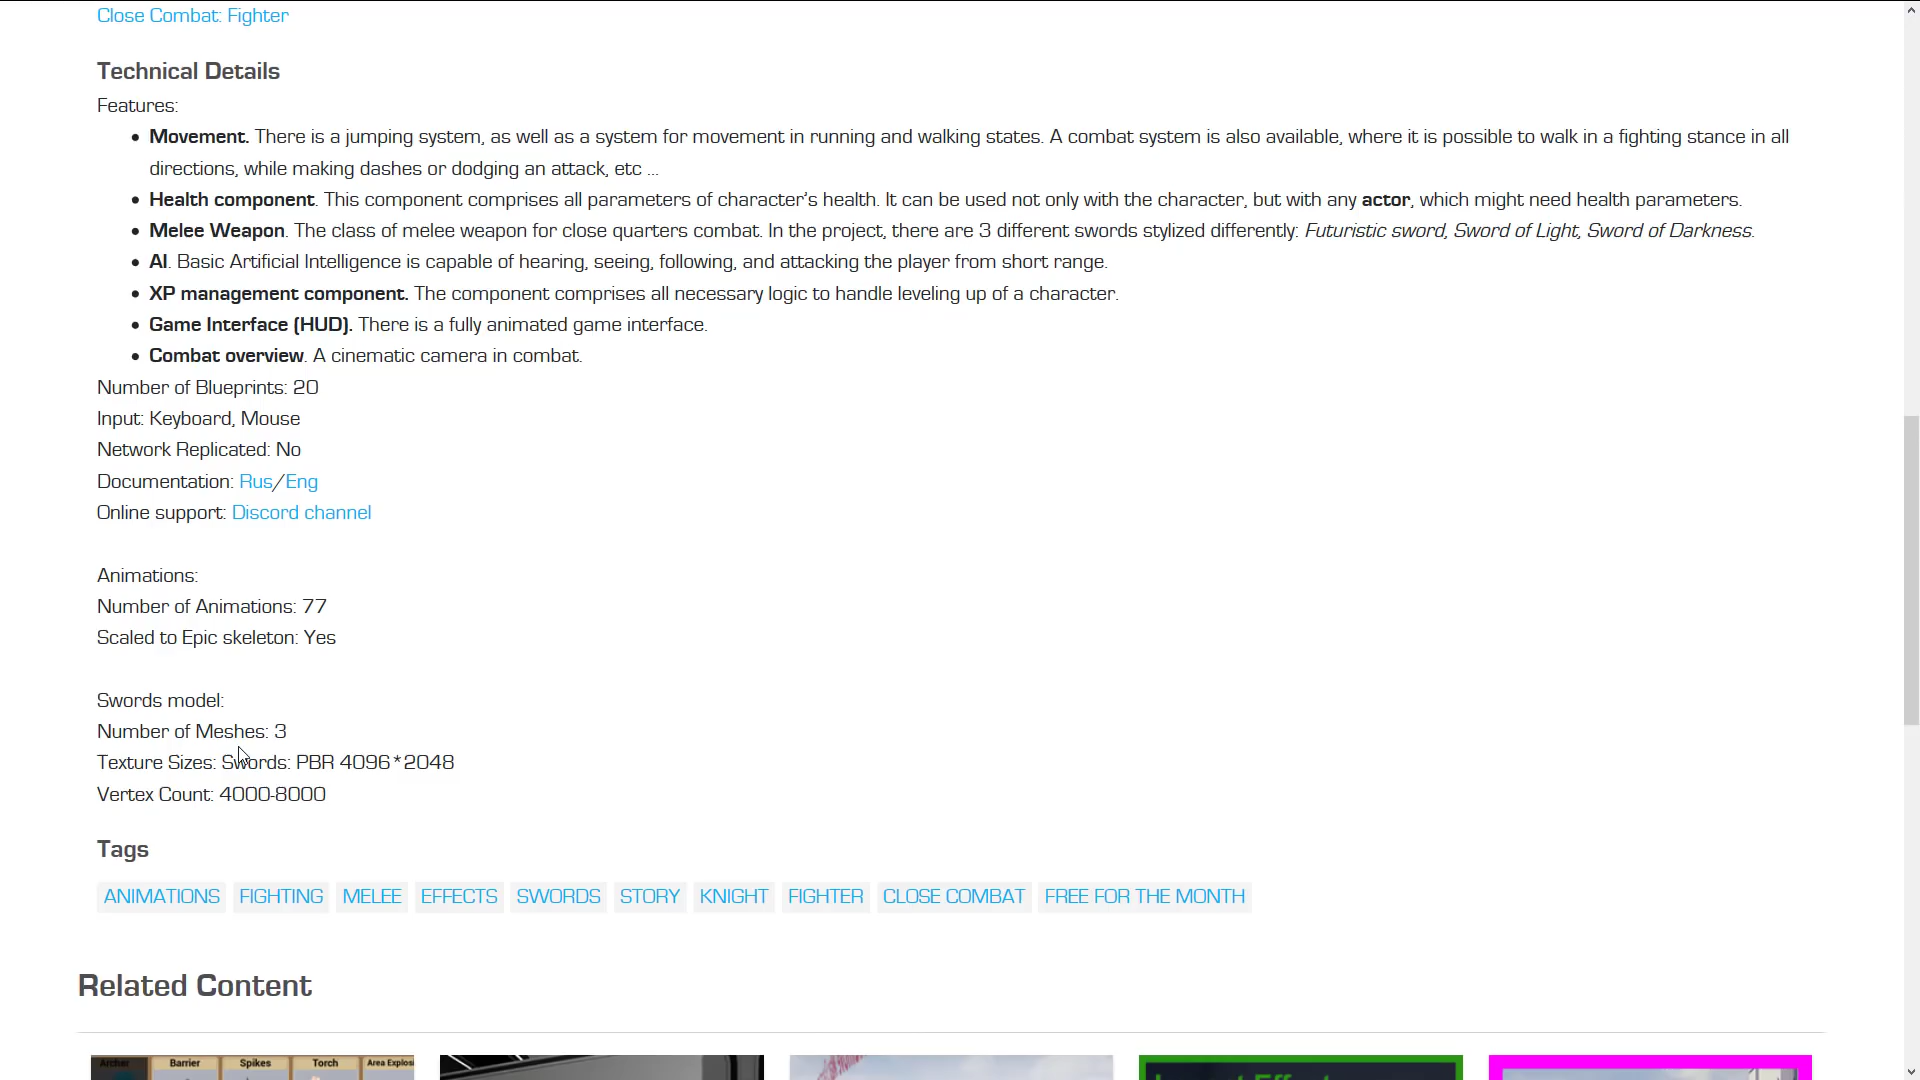 Close Combat: Fighter
Technical Details
Features:
Movement. There is a jumping system, as well as a system for movement in running and walking states. A combat system is also available, where it is possible to walk in a fighting stance in all
directions, while making dashes or dodging an attack, etc ...
Health component. This component comprises all parameters of character's health. It can be used not only with the character, but with any actor, which might need health parameters.
Melee Weapon. The class of melee weapon for close quarters combat. In the project, there are 3 different swords stylized differently: Futuristic sword, Sword of Light, Sword of Darkness.
AI. Basic Artificial Intelligence is capable of hearing, seeing, following, and attacking the player from short range.
XP management component. The component comprises all necessary logic to handle leveling up of a character.
Game Interface (HUD). There is a fully animated game interface.
Combat overview. A cinematic camera in combat.
Number of Blueprints: 20
Input: Keyboard, Mouse
Network Replicated: No
Documentation: Rus/Eng
Online support: Discord channel
Animations:
Number of Animations: 77
Scaled to Epic skeleton: Yes
Swords model:
Number of Meshes: 3
Texture Sizes: Swords: PBR 4096*2048
Vertex Count: 4000-8000
Tags
ANIMATIONS FIGHTING MELEE EFFECTS SWORDS STORY KNIGHT FIGHTER CLOSE COMBAT FREE FOR THE MONTH
Related Content
Archer Barrier Spikes Torch Area Explos